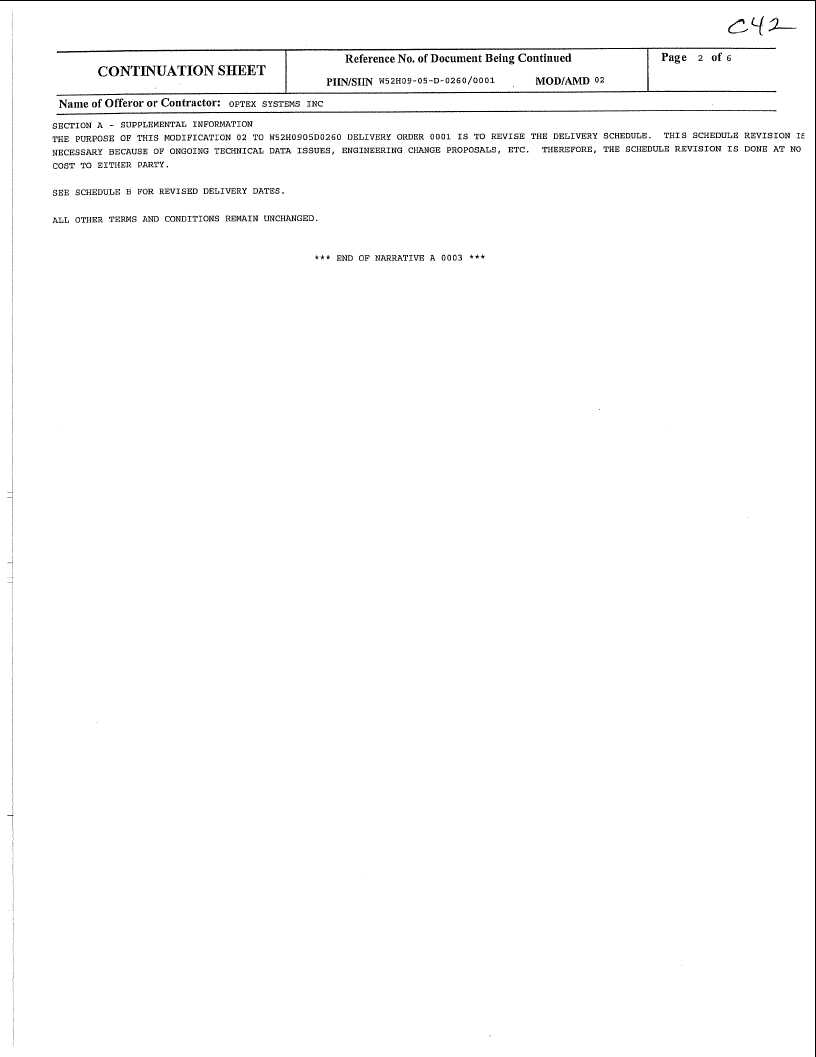 C42
CONTINUATION SHEET
Reference No. of Document Being Continued
PIIN/SIIN W52H09-05-D-0260/0001 MOD/AMD 02
Page 2 of 6
Name of Offeror or Contractor: OPTEX SYSTEMS INC
SECTION A - SUPPLEMENTAL INFORMATION
THE PURPOSE OF THIS MODIFICATION 02 TO W52H0905D0260 DELIVERY ORDER 0001 IS TO REVISE THE DELIVERY SCHEDULE. THIS SCHEDULE REVISION IS
NECESSARY BECAUSE OF ONGOING TECHNICAL DATA ISSUES, ENGINEERING CHANGE PROPOSALS, ETC. THEREFORE, THE SCHEDULE REVISION IS DONE AT NO
COST TO EITHER PARTY.
SEE SCHEDULE B FOR REVISED DELIVERY DATES.
ALL OTHER TERMS AND CONDITIONS REMAIN UNCHANGED.
*** END OF NARRATIVE A 0003 ***